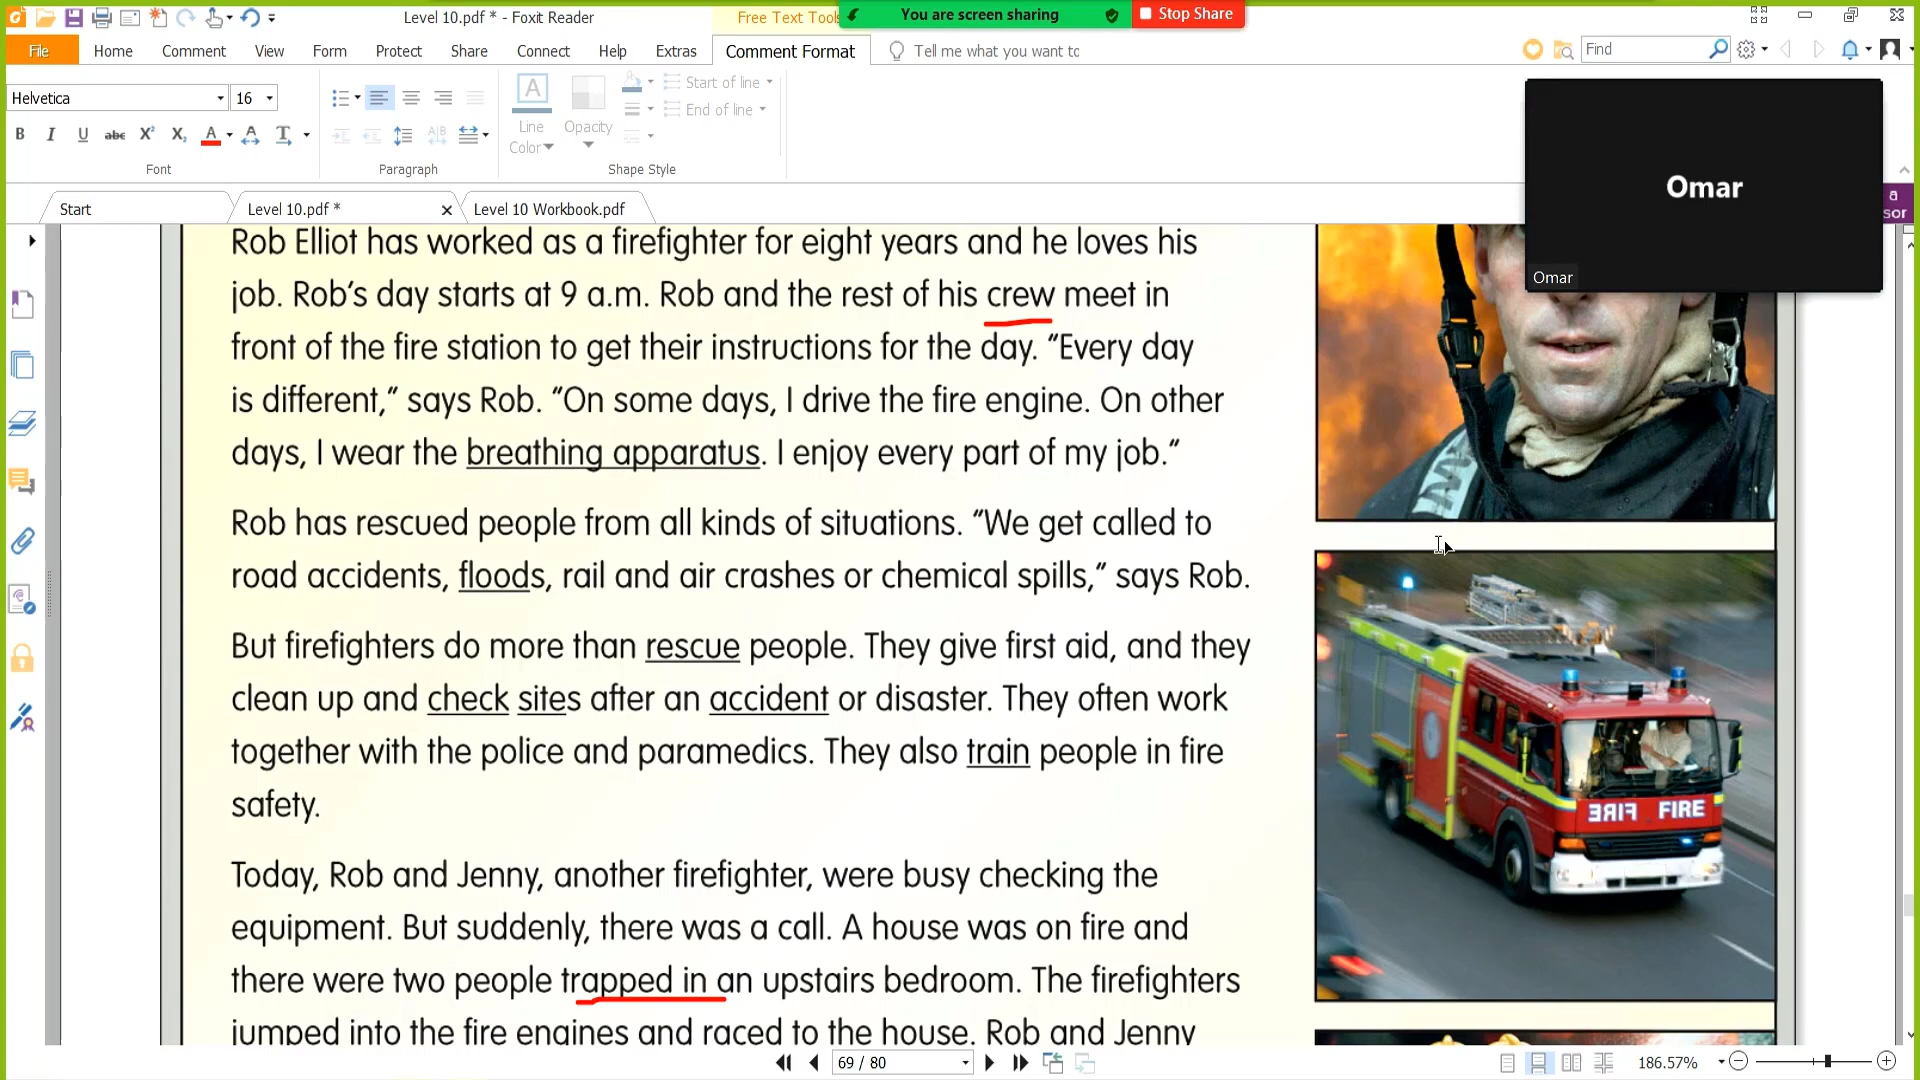 Level 10.pdf * - Foxit Reader
Free Text Tools
You are screen sharing
Stop Share
File
Home
Comment
View
Form
Protect
Share
Connect
Help
Extras
Comment Format
Tell me what you want to
Find
Helvetica
16
B I U abc X² X₂ A A T
A
Line
Color
Opacity
Start of line
End of line
Font
Paragraph
Shape Style
Start
Level 10.pdf *
Level 10 Workbook.pdf
Omar
Omar
a
sor
Rob Elliot has worked as a firefighter for eight years and he loves his
job. Rob's day starts at 9 a.m. Rob and the rest of his crew meet in
front of the fire station to get their instructions for the day. “Every day
is different,” says Rob. “On some days, I drive the fire engine. On other
days, I wear the breathing apparatus. I enjoy every part of my job.”
Rob has rescued people from all kinds of situations. “We get called to
road accidents, floods, rail and air crashes or chemical spills,” says Rob.
But firefighters do more than rescue people. They give first aid, and they
clean up and check sites after an accident or disaster. They often work
together with the police and paramedics. They also train people in fire
safety.
Today, Rob and Jenny, another firefighter, were busy checking the
equipment. But suddenly, there was a call. A house was on fire and
there were two people trapped in an upstairs bedroom. The firefighters
jumped into the fire engines and raced to the house. Rob and Jenny
FIRE FIRE
69 / 80
186.57%